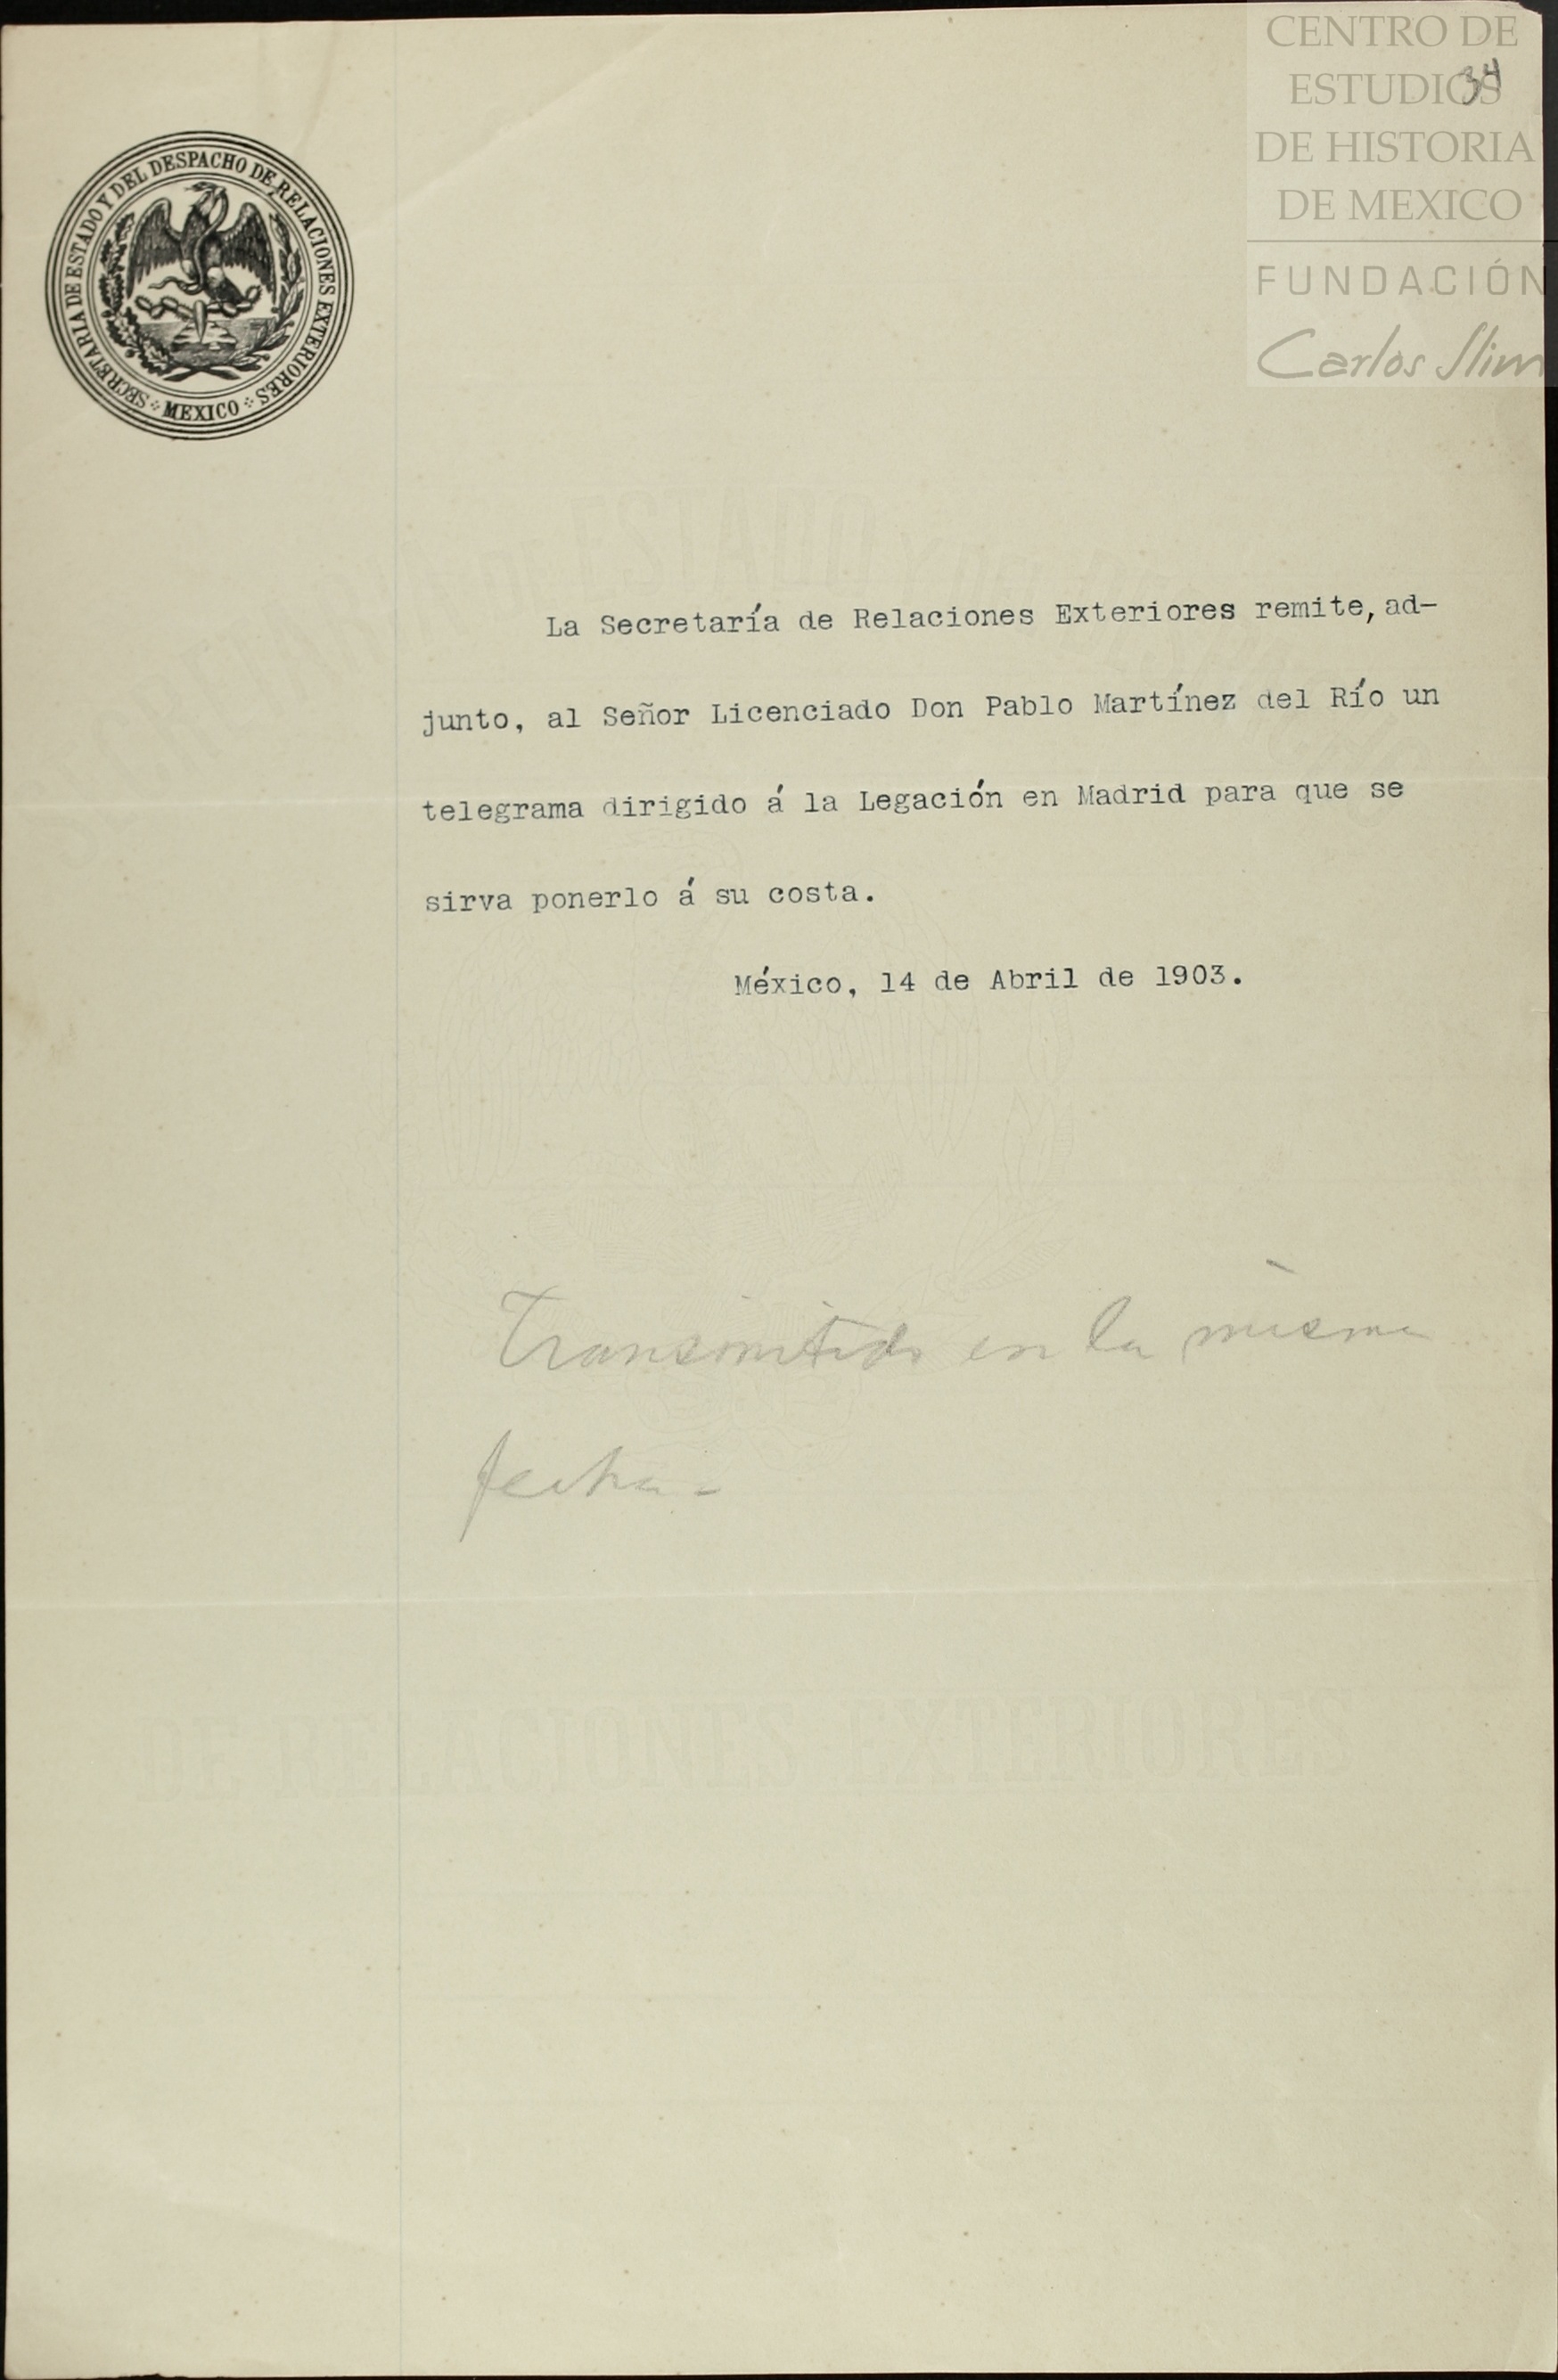 CENTRO DE
ESTUDIOS
DE HISTORIA
DE MEXICO
FUNDACIÓN
Carlos Slim
34
SECRETARIA DE ESTADO Y DEL DESPACHO DE RELACIONES EXTERIORES
MEXICO
La Secretaría de Relaciones Exteriores remite, ad-
junto, al Señor Licenciado Don Pablo Martínez del Río un
telegrama dirigido á la Legación en Madrid para que se
sirva ponerlo á su costa.
México, 14 de Abril de 1903.
Transmitido en la misma
fecha=
DE RELACIONES EXTERIORES